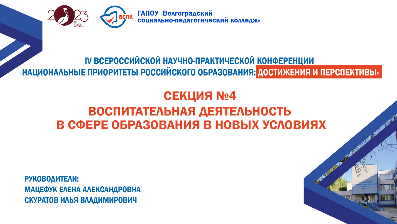 2023
ВСПК
ГАПОУ «Волгоградский
социально-педагогический колледж»
IV ВСЕРОССИЙСКОЙ НАУЧНО-ПРАКТИЧЕСКОЙ КОНФЕРЕНЦИИ
«НАЦИОНАЛЬНЫЕ ПРИОРИТЕТЫ РОССИЙСКОГО ОБРАЗОВАНИЯ: ДОСТИЖЕНИЯ И ПЕРСПЕКТИВЫ»
СЕКЦИЯ №4
ВОСПИТАТЕЛЬНАЯ ДЕЯТЕЛЬНОСТЬ
В СФЕРЕ ОБРАЗОВАНИЯ В НОВЫХ УСЛОВИЯХ
РУКОВОДИТЕЛИ:
МАЦЕФУК ЕЛЕНА АЛЕКСАНДРОВНА
СКУРАТОВ ИЛЬЯ ВЛАДИМИРОВИЧ